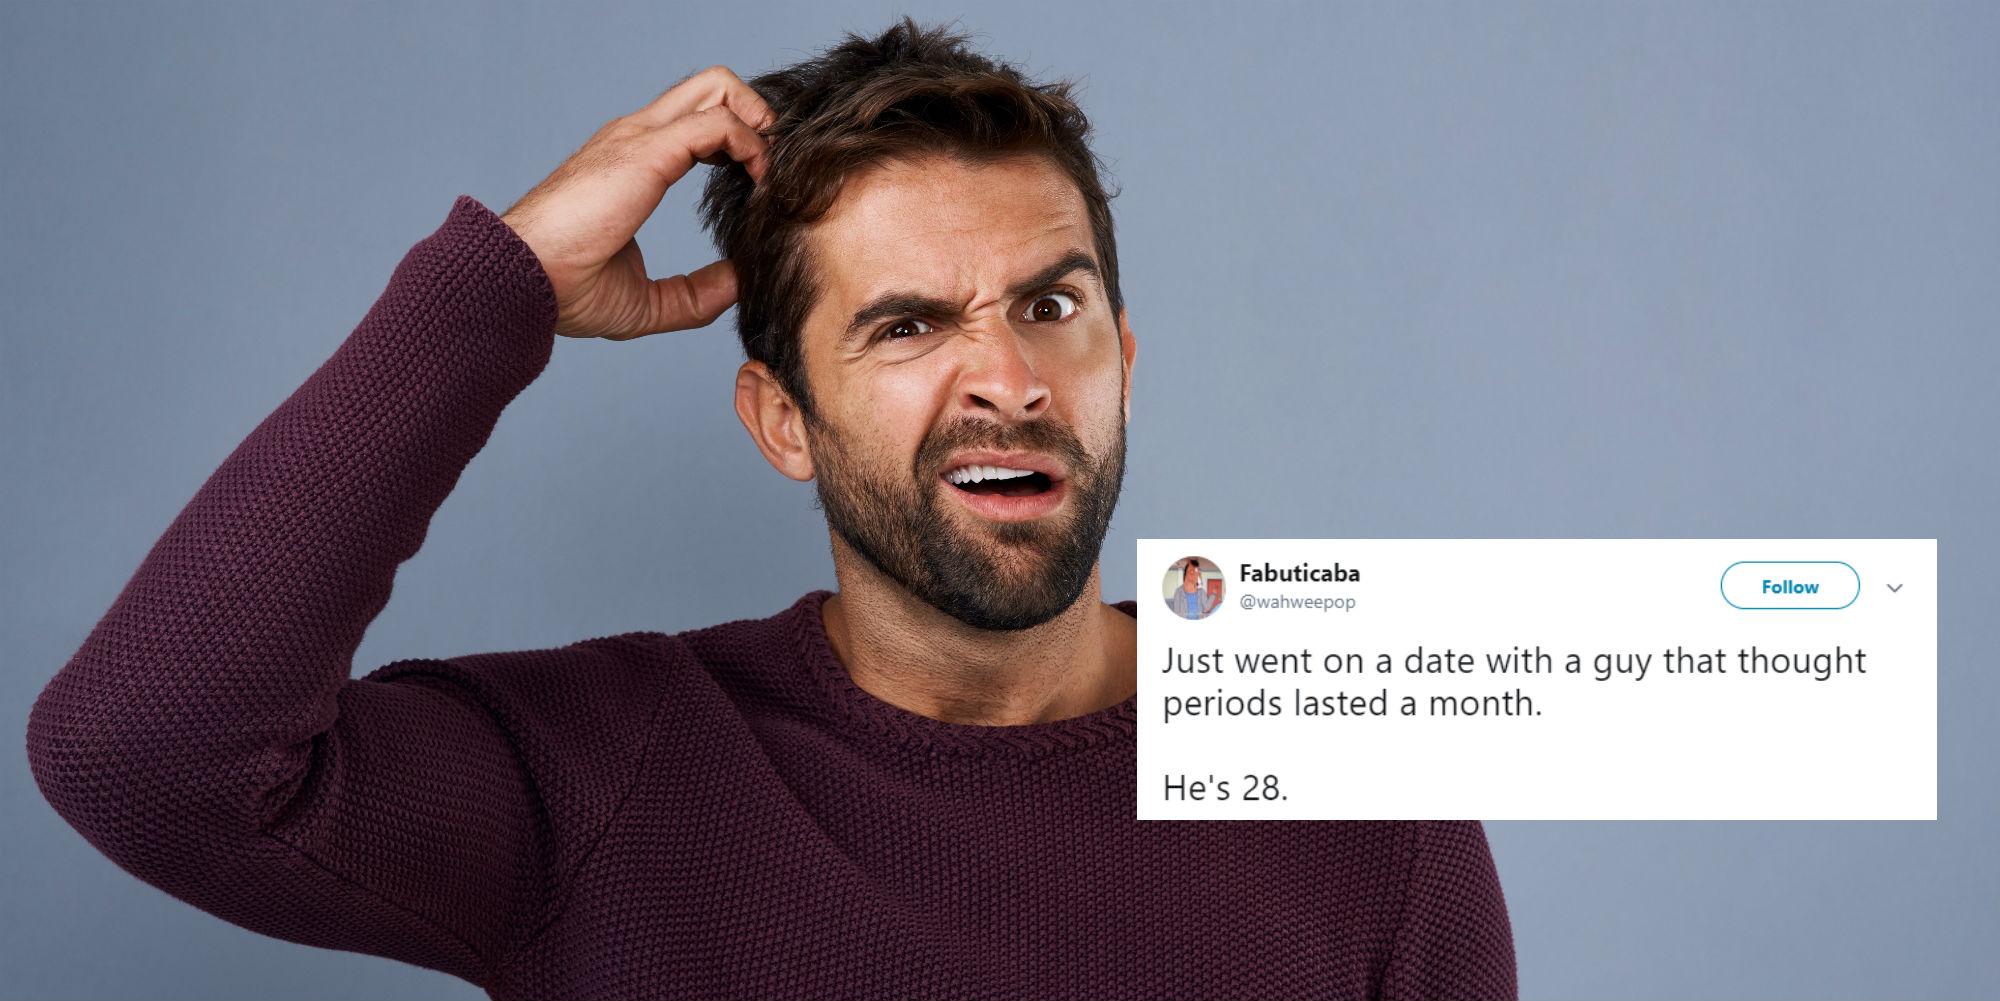 Fabuticaba
@wahweepop
Follow
Just went on a date with a guy that thought
periods lasted a month.
He's 28.